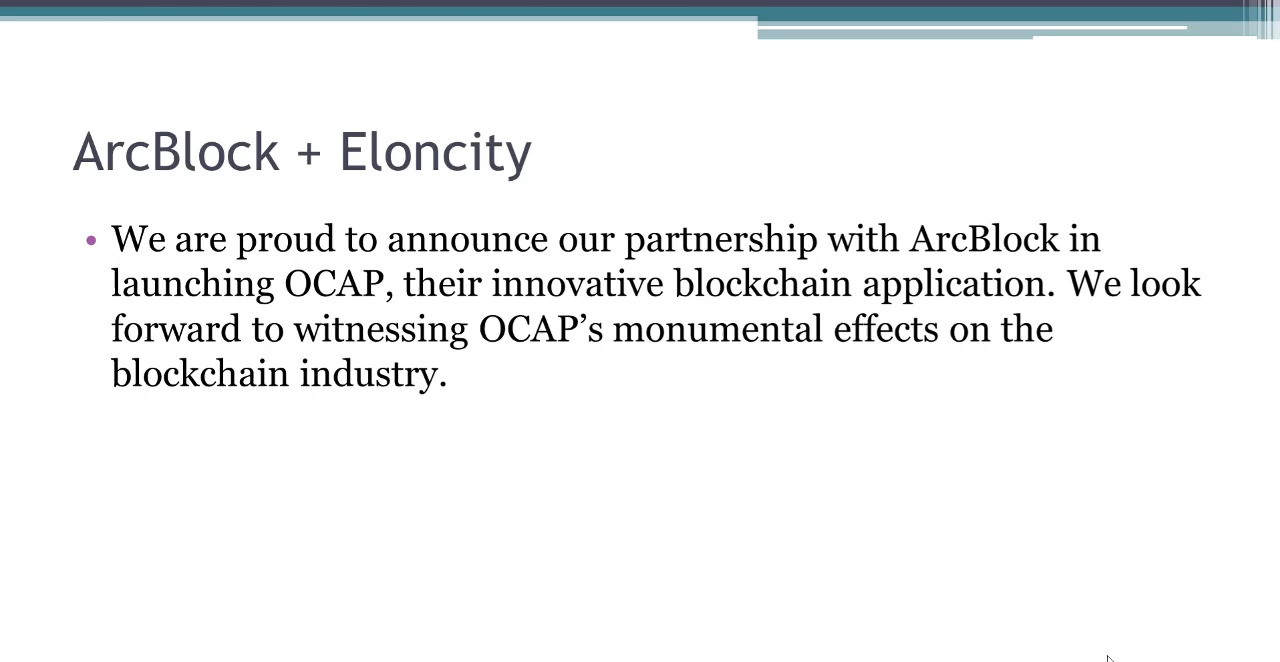 ArcBlock + Eloncity
• We are proud to announce our partnership with ArcBlock in
launching OCAP, their innovative blockchain application. We look
forward to witnessing OCAP’s monumental effects on the
blockchain industry.